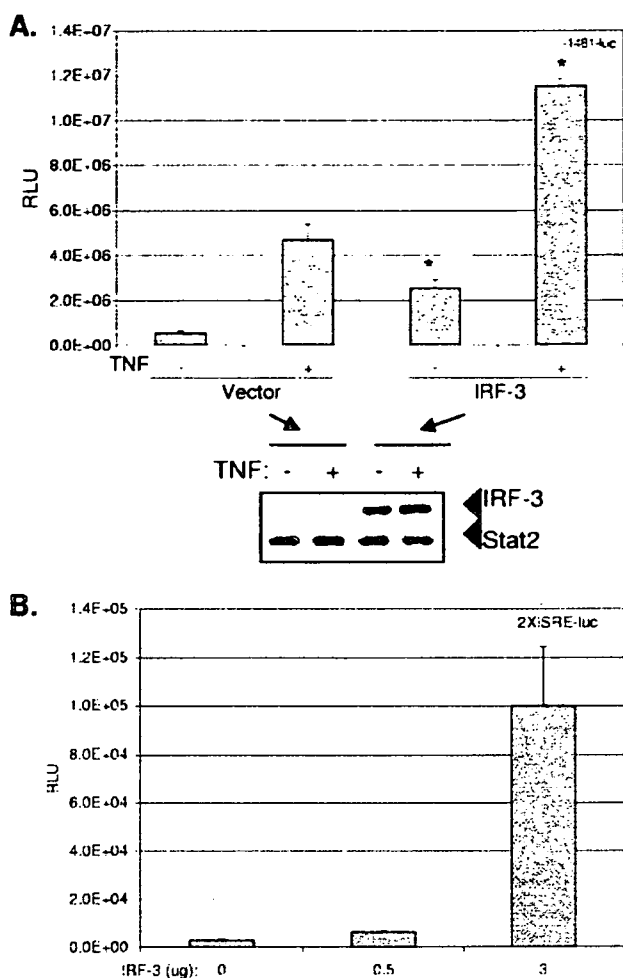 A.
1.4E+07
-1481-luc
1.2E+07
*
1.0E+07
8.0E+06
RLU
6.0E+06
4.0E+06
*
2.0E+06
0.0E+00
TNF - + - +
Vector IRF-3
TNF: - + - +
IRF-3
Stat2
B.
1.4E+05
2XISRE-luc
1.2E+05
1.0E+05
8.0E+04
RLU
6.0E+04
4.0E+04
2.0E+04
0.0E+00
IRF-3 (ug): 0 0.5 3